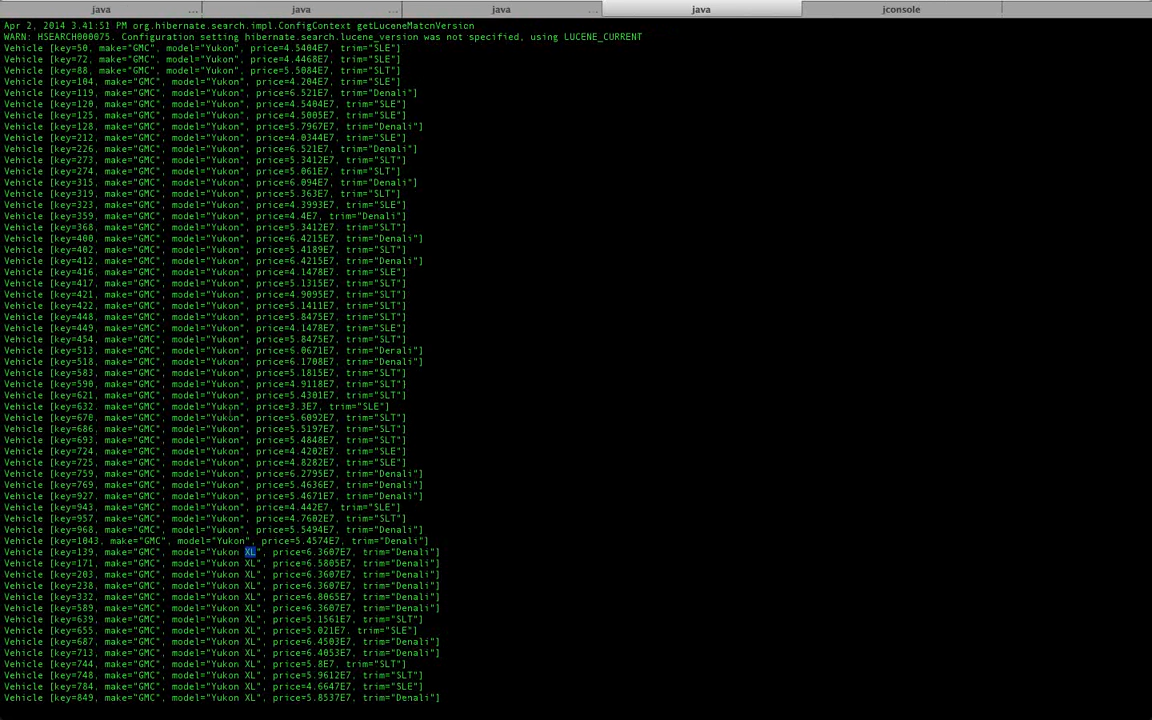 java ... java ... java ... java jconsole
Apr 2, 2014 3:41:51 PM org.hibernate.search.impl.ConfigContext getLuceneMatchVersion
WARN: HSEARCH000075: Configuration setting hibernate.search.lucene_version was not specified, using LUCENE_CURRENT
Vehicle [key=50, make="GMC", model="Yukon", price=4.5404E7, trim="SLE"]
Vehicle [key=72, make="GMC", model="Yukon", price=4.4468E7, trim="SLE"]
Vehicle [key=88, make="GMC", model="Yukon", price=5.5084E7, trim="SLT"]
Vehicle [key=104, make="GMC", model="Yukon", price=4.204E7, trim="SLE"]
Vehicle [key=119, make="GMC", model="Yukon", price=6.521E7, trim="Denali"]
Vehicle [key=120, make="GMC", model="Yukon", price=4.5404E7, trim="SLE"]
Vehicle [key=125, make="GMC", model="Yukon", price=4.5005E7, trim="SLE"]
Vehicle [key=128, make="GMC", model="Yukon", price=5.7967E7, trim="Denali"]
Vehicle [key=212, make="GMC", model="Yukon", price=4.0344E7, trim="SLE"]
Vehicle [key=226, make="GMC", model="Yukon", price=6.521E7, trim="Denali"]
Vehicle [key=273, make="GMC", model="Yukon", price=5.3412E7, trim="SLT"]
Vehicle [key=274, make="GMC", model="Yukon", price=5.061E7, trim="SLT"]
Vehicle [key=315, make="GMC", model="Yukon", price=6.094E7, trim="Denali"]
Vehicle [key=319, make="GMC", model="Yukon", price=5.363E7, trim="SLT"]
Vehicle [key=323, make="GMC", model="Yukon", price=4.3993E7, trim="SLE"]
Vehicle [key=359, make="GMC", model="Yukon", price=4.4E7, trim="Denali"]
Vehicle [key=368, make="GMC", model="Yukon", price=5.3412E7, trim="SLT"]
Vehicle [key=400, make="GMC", model="Yukon", price=6.4215E7, trim="Denali"]
Vehicle [key=402, make="GMC", model="Yukon", price=5.4189E7, trim="SLT"]
Vehicle [key=412, make="GMC", model="Yukon", price=6.4215E7, trim="Denali"]
Vehicle [key=416, make="GMC", model="Yukon", price=4.1478E7, trim="SLE"]
Vehicle [key=417, make="GMC", model="Yukon", price=5.1315E7, trim="SLT"]
Vehicle [key=421, make="GMC", model="Yukon", price=4.9095E7, trim="SLT"]
Vehicle [key=422, make="GMC", model="Yukon", price=5.1411E7, trim="SLT"]
Vehicle [key=448, make="GMC", model="Yukon", price=5.8475E7, trim="SLT"]
Vehicle [key=449, make="GMC", model="Yukon", price=4.1478E7, trim="SLE"]
Vehicle [key=454, make="GMC", model="Yukon", price=5.8475E7, trim="SLT"]
Vehicle [key=513, make="GMC", model="Yukon", price=6.0671E7, trim="Denali"]
Vehicle [key=518, make="GMC", model="Yukon", price=6.1708E7, trim="Denali"]
Vehicle [key=583, make="GMC", model="Yukon", price=5.1815E7, trim="SLT"]
Vehicle [key=590, make="GMC", model="Yukon", price=4.9118E7, trim="SLT"]
Vehicle [key=621, make="GMC", model="Yukon", price=5.4301E7, trim="SLT"]
Vehicle [key=632, make="GMC", model="Yukon", price=3.3E7, trim="SLE"]
Vehicle [key=670, make="GMC", model="Yukon", price=5.6092E7, trim="SLT"]
Vehicle [key=686, make="GMC", model="Yukon", price=5.5197E7, trim="SLT"]
Vehicle [key=693, make="GMC", model="Yukon", price=5.4848E7, trim="SLT"]
Vehicle [key=724, make="GMC", model="Yukon", price=4.4202E7, trim="SLE"]
Vehicle [key=725, make="GMC", model="Yukon", price=4.8282E7, trim="SLE"]
Vehicle [key=759, make="GMC", model="Yukon", price=6.2795E7, trim="Denali"]
Vehicle [key=769, make="GMC", model="Yukon", price=5.4636E7, trim="Denali"]
Vehicle [key=927, make="GMC", model="Yukon", price=5.4671E7, trim="Denali"]
Vehicle [key=943, make="GMC", model="Yukon", price=4.442E7, trim="SLE"]
Vehicle [key=957, make="GMC", model="Yukon", price=4.7602E7, trim="SLT"]
Vehicle [key=968, make="GMC", model="Yukon", price=5.5494E7, trim="Denali"]
Vehicle [key=1043, make="GMC", model="Yukon", price=5.4574E7, trim="Denali"]
Vehicle [key=139, make="GMC", model="Yukon XL", price=6.3607E7, trim="Denali"]
Vehicle [key=171, make="GMC", model="Yukon XL", price=6.5805E7, trim="Denali"]
Vehicle [key=203, make="GMC", model="Yukon XL", price=6.3607E7, trim="Denali"]
Vehicle [key=238, make="GMC", model="Yukon XL", price=6.3607E7, trim="Denali"]
Vehicle [key=332, make="GMC", model="Yukon XL", price=6.8065E7, trim="Denali"]
Vehicle [key=589, make="GMC", model="Yukon XL", price=6.3607E7, trim="Denali"]
Vehicle [key=639, make="GMC", model="Yukon XL", price=5.1561E7, trim="SLT"]
Vehicle [key=655, make="GMC", model="Yukon XL", price=5.021E7, trim="SLE"]
Vehicle [key=687, make="GMC", model="Yukon XL", price=6.4503E7, trim="Denali"]
Vehicle [key=713, make="GMC", model="Yukon XL", price=6.4053E7, trim="Denali"]
Vehicle [key=744, make="GMC", model="Yukon XL", price=5.8E7, trim="SLT"]
Vehicle [key=748, make="GMC", model="Yukon XL", price=5.9612E7, trim="SLT"]
Vehicle [key=784, make="GMC", model="Yukon XL", price=4.6647E7, trim="SLE"]
Vehicle [key=849, make="GMC", model="Yukon XL", price=5.8537E7, trim="Denali"]